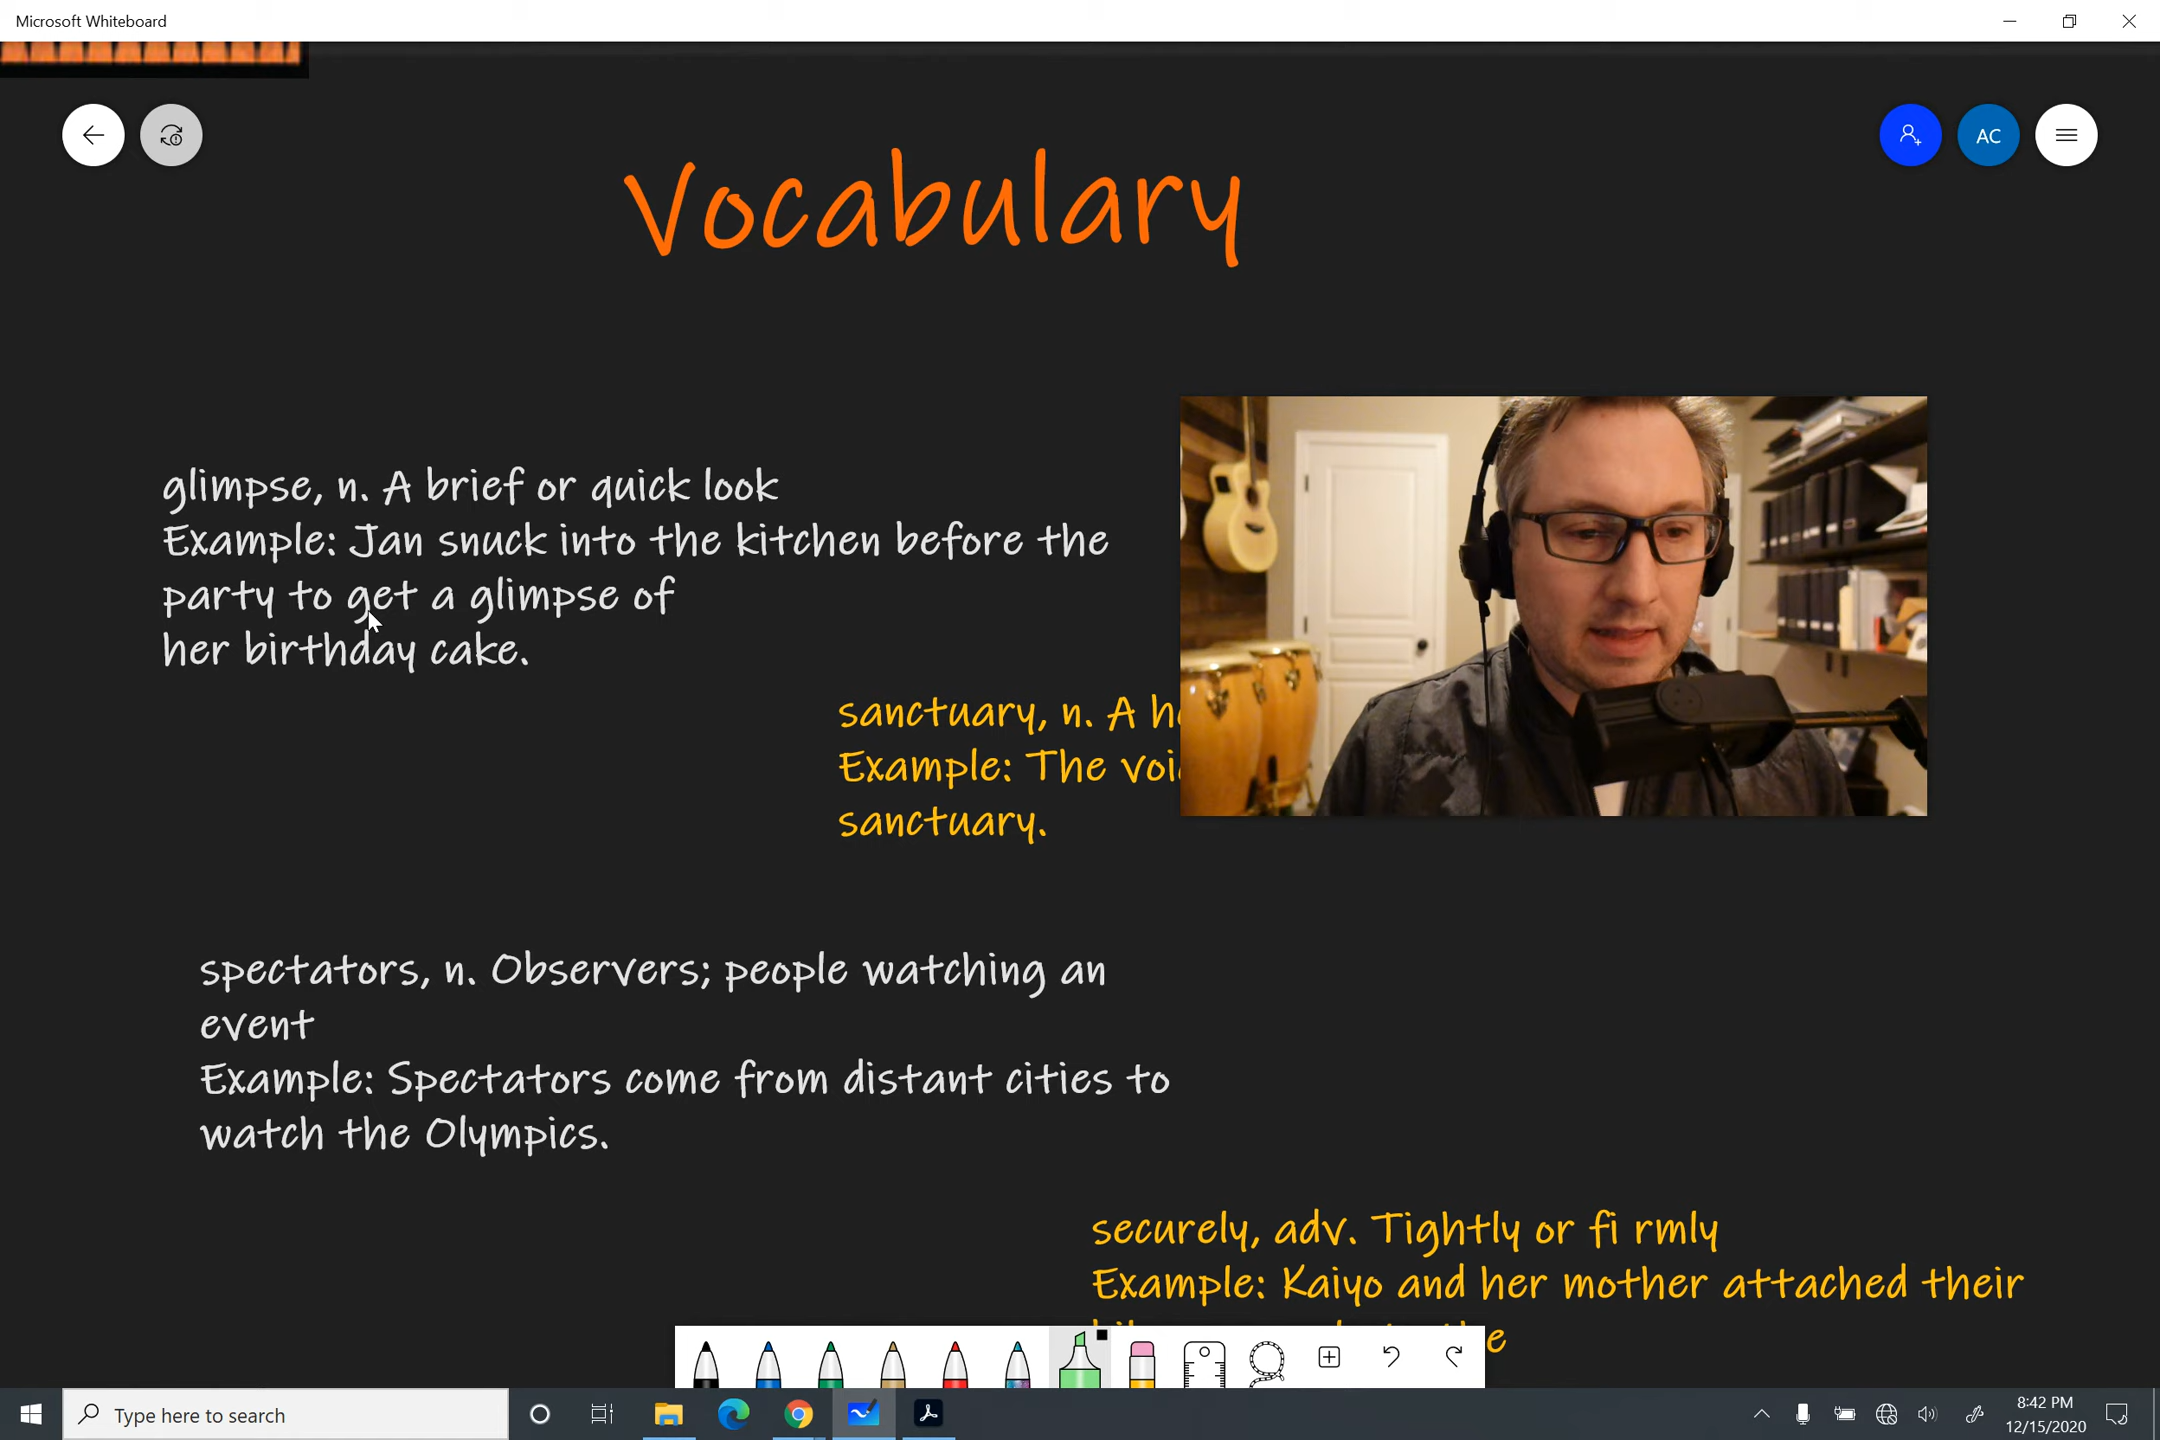 Microsoft Whiteboard
AC
Vocabulary
glimpse, n. A brief or quick look
Example: Jan snuck into the kitchen before the
party to get a glimpse of
her birthday cake.
sanctuary, n. A
Example: The
sanctuary.
spectators, n. Observers; people watching an
event
Example: Spectators come from distant cities to
watch the Olympics.
securely, adv. Tightly or fi rmly
Example: Kaiyo and her mother attached their
Type here to search
8:42 PM
12/15/2020